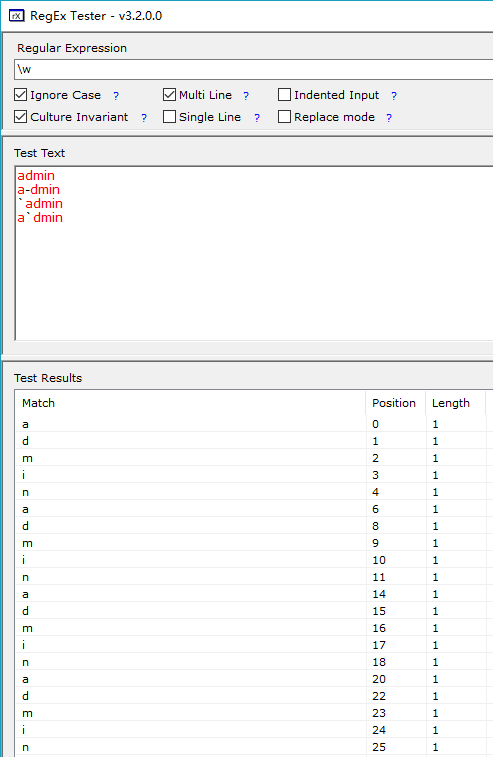 rX RegEx Tester - v3.2.0.0
Regular Expression
\w
Ignore Case ? Multi Line ? Indented Input ?
Culture Invariant ? Single Line ? Replace mode ?
Test Text
admin
a-dmin
`admin
a`dmin
Test Results
Match Position Length
a 0 1
d 1 1
m 2 1
i 3 1
n 4 1
a 6 1
d 8 1
m 9 1
i 10 1
n 11 1
a 14 1
d 15 1
m 16 1
i 17 1
n 18 1
a 20 1
d 22 1
m 23 1
i 24 1
n 25 1